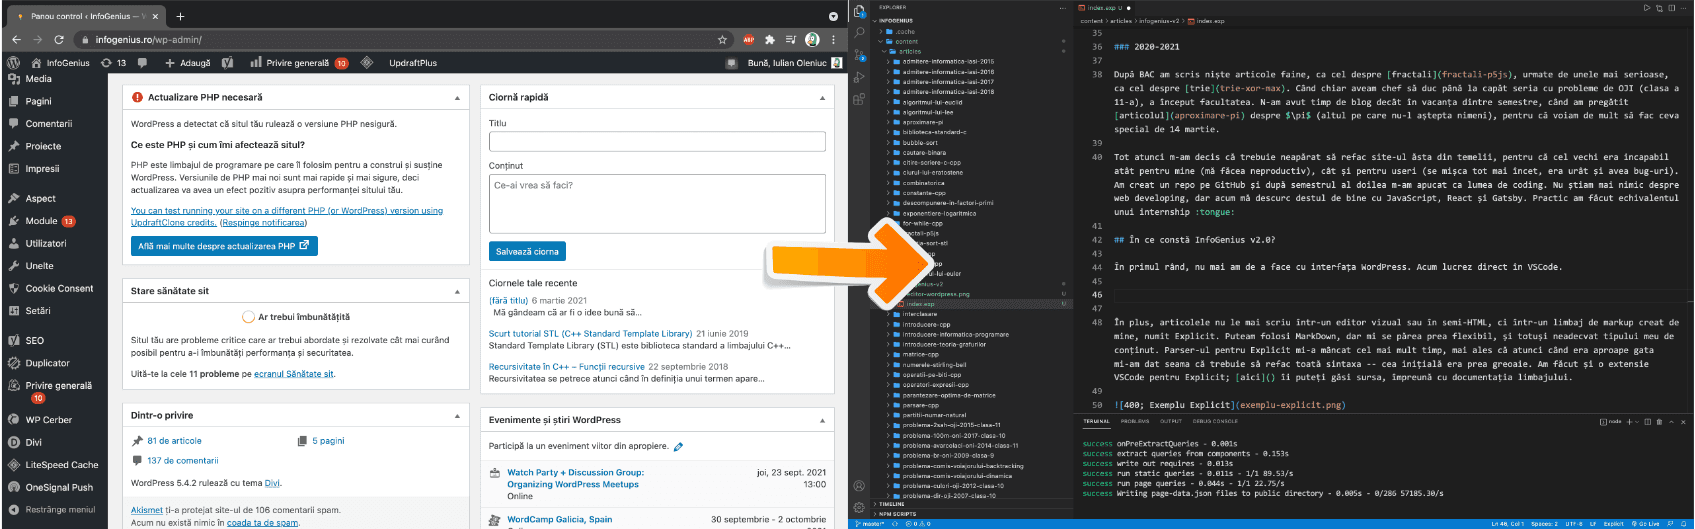 Panou control ‹ InfoGenius — W
infogenius.ro/wp-admin/
ABP
InfoGenius
13
Adaugă
Privire generală 10
UpdraftPlus
Bună, Iulian Oleniuc
Media
Pagini
Comentarii
Proiecte
Impresii
Aspect
Module 13
Utilizatori
Unelte
Cookie Consent
Setări
SEO
Duplicator
Privire generală
10
WP Cerber
Divi
LiteSpeed Cache
OneSignal Push
Restrânge meniul
Actualizare PHP necesară
WordPress a detectat că situl tău rulează o versiune PHP nesigură.
Ce este PHP și cum îmi afectează situl?
PHP este limbajul de programare pe care îl folosim pentru a construi și susține
WordPress. Versiunile de PHP mai noi sunt mai rapide și mai sigure, deci
actualizarea va avea un efect pozitiv asupra performanței sitului tău.
You can test running your site on a different PHP (or WordPress) version using
UpdraftClone credits. (Respinge notificarea)
Află mai multe despre actualizarea PHP
Stare sănătate sit
Ar trebui îmbunătățită
Situl tău are probleme critice care ar trebui abordate și rezolvate cât mai curând
posibil pentru a-i îmbunătăți performanța și securitatea.
Uită-te la cele 11 probleme pe ecranul Sănătate sit.
Dintr-o privire
81 de articole
5 pagini
137 de comentarii
WordPress 5.4.2 rulează cu tema Divi.
Akismet ți-a protejat site-ul de 106 comentarii spam.
Acum nu există nimic în coada ta de spam.
Ciornă rapidă
Titlu
Conținut
Ce-ai vrea să faci?
Salvează ciorna
Ciornele tale recente
(fără titlu) 6 martie 2021
Mă gândeam că ar fi o idee bună să...
Scurt tutorial STL (C++ Standard Template Library) 21 iunie 2019
Standard Template Library (STL) este biblioteca standard a limbajului C++...
Recursivitate în C++ – Funcții recursive 22 septembrie 2018
Recursivitatea se petrece atunci când în definiția unui termen apare...
Evenimente și știri WordPress
Participă la un eveniment viitor din apropiere.
Watch Party + Discussion Group:
Organizing WordPress Meetups
Online
joi, 23 sept. 2021
13:00
WordCamp Galicia, Spain
30 septembrie - 2 octombrie
2021
EXPLORER
INFOGENIUS
.cache
content
articles
admitere-informatica-iasi-2015
admitere-informatica-iasi-2016
admitere-informatica-iasi-2017
admitere-informatica-iasi-2018
algoritmul-lui-euclid
algoritmul-lui-lee
aproximare-pi
biblioteca-standard-c
bubble-sort
cautare-binara
citire-scriere-c-cpp
ciurul-lui-eratostene
combinatorica
constante-cpp
descompunere-in-factori-primi
exponentiere-logaritmica
for-while-cpp
editor-wordpress.png U
index.exp U
interclasare
introducere-cpp
introducere-informatica-programare
introducere-teoria-grafurilor
matrice-cpp
numerele-stirling-bell
operatii-pe-biti-cpp
operatori-expresii-cpp
parantezare-optima-de-matrice
parsare-cpp
partitii-numar-natural
problema-2sah-oji-2015-clasa-11
problema-100m-oni-2017-clasa-10
problema-avarcolaci-oni-2014-clasa-11
problema-br-oni-2009-clasa-9
problema-comis-voiajorului-backtracking
problema-comis-voiajorului-dinamica
problema-culori-oji-2012-clasa-10
problema-dir-oji-2007-clasa-10
TIMELINE
NPM SCRIPTS
index.exp U
content > articles > infogenius-v2 > index.exp
35
36 ### 2020-2021
37
38 După BAC am scris niște articole faine, ca cel despre [fractali](fractali-p5js), urmate de unele mai serioase,
ca cel despre [trie](trie-xor-max). Când chiar aveam chef să duc până la capăt seria cu probleme de OJI (clasa a
11-a), a început facultatea. N-am avut timp de blog decât în vacanța dintre semestre, când am pregătit
[articolul](aproximare-pi) despre $\pi$ (altul pe care nu-l aștepta nimeni), pentru că voiam de mult să fac ceva
special de 14 martie.
39
40 Tot atunci m-am decis că trebuie neapărat să refac site-ul ăsta din temelii, pentru că cel vechi era incapabil
atât pentru mine (mă făcea neproductiv), cât și pentru useri (se mișca tot mai încet, era urât și avea bug-uri).
Am creat un repo pe GitHub și după semestrul al doilea m-am apucat ca lumea de coding. Nu știam mai nimic despre
web developing, dar acum mă descurc destul de bine cu JavaScript, React și Gatsby. Practic am făcut echivalentul
unui internship :tongue:
41
42 ## În ce constă InfoGenius v2.0?
43
44 În primul rând, nu mai am de a face cu interfața WordPress. Acum lucrez direct în VSCode.
45
46
47
48 În plus, articolele nu le mai scriu într-un editor vizual sau în semi-HTML, ci într-un limbaj de markup creat de
mine, numit Explicit. Puteam folosi MarkDown, dar mi se părea prea flexibil, și totuși neadecvat tipului meu de
conținut. Parser-ul pentru Explicit mi-a mâncat cel mai mult timp, mai ales că atunci când era aproape gata
mi-am dat seama că trebuie să refac toată sintaxa -- cea inițială era prea greoaie. Am făcut și o extensie
VSCode pentru Explicit; [aici]() îi puteți găsi sursa, împreună cu documentația limbajului.
49
50 ![400; Exemplu Explicit](exemplu-explicit.png)
TERMINAL PROBLEMS OUTPUT DEBUG CONSOLE
node
success onPreExtractQueries - 0.001s
success extract queries from components - 0.153s
success write out requires - 0.013s
success run static queries - 0.011s - 1/1 89.53/s
success run page queries - 0.044s - 1/1 22.75/s
success Writing page-data.json files to public directory - 0.005s - 0/286 57185.30/s
master*
0 0
Ln 46, Col 1 Spaces: 2 UTF-8 LF Explicit Go Live